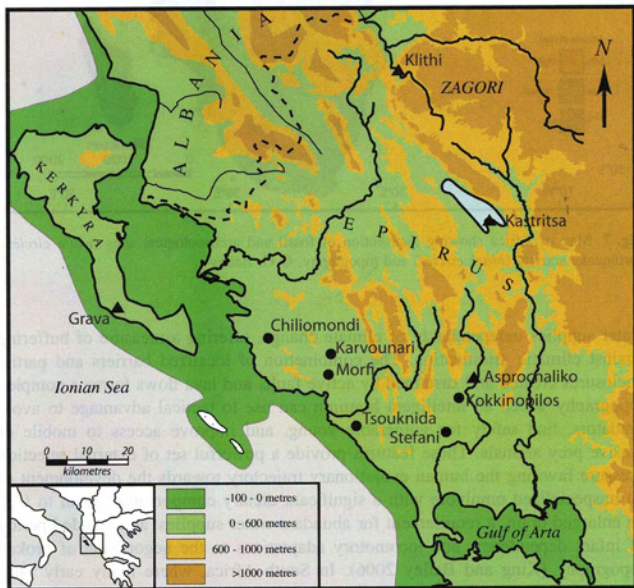 ALBANIA
Klithi
ZAGORI
N
KERKYRA
Kastritsa
EPIRUS
Grava
Chiliomondi
Karvounari
Morfi
Asprochaliko
Kokkinopilos
Ionian Sea
Tsouknida
Stefani
0 10 20
kilometres
-100 - 0 metres
0 - 600 metres
600 - 1000 metres
>1000 metres
Gulf of Arta